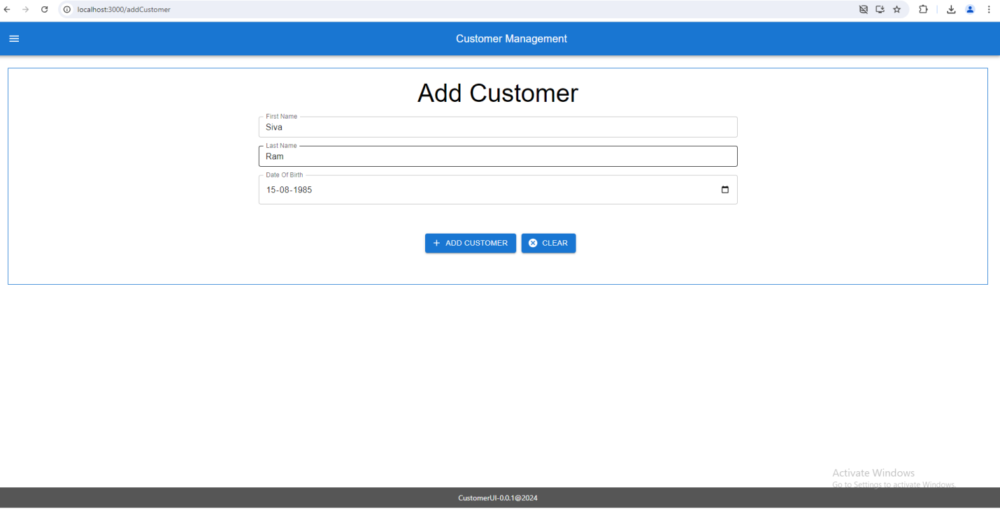 localhost:3000/addCustomer
Customer Management
Add Customer
First Name
Siva
Last Name
Ram
Date Of Birth
15-08-1985
ADD CUSTOMER CLEAR
Activate Windows
Go to Settings to activate Windows.
CustomerUI-0.0.1@2024